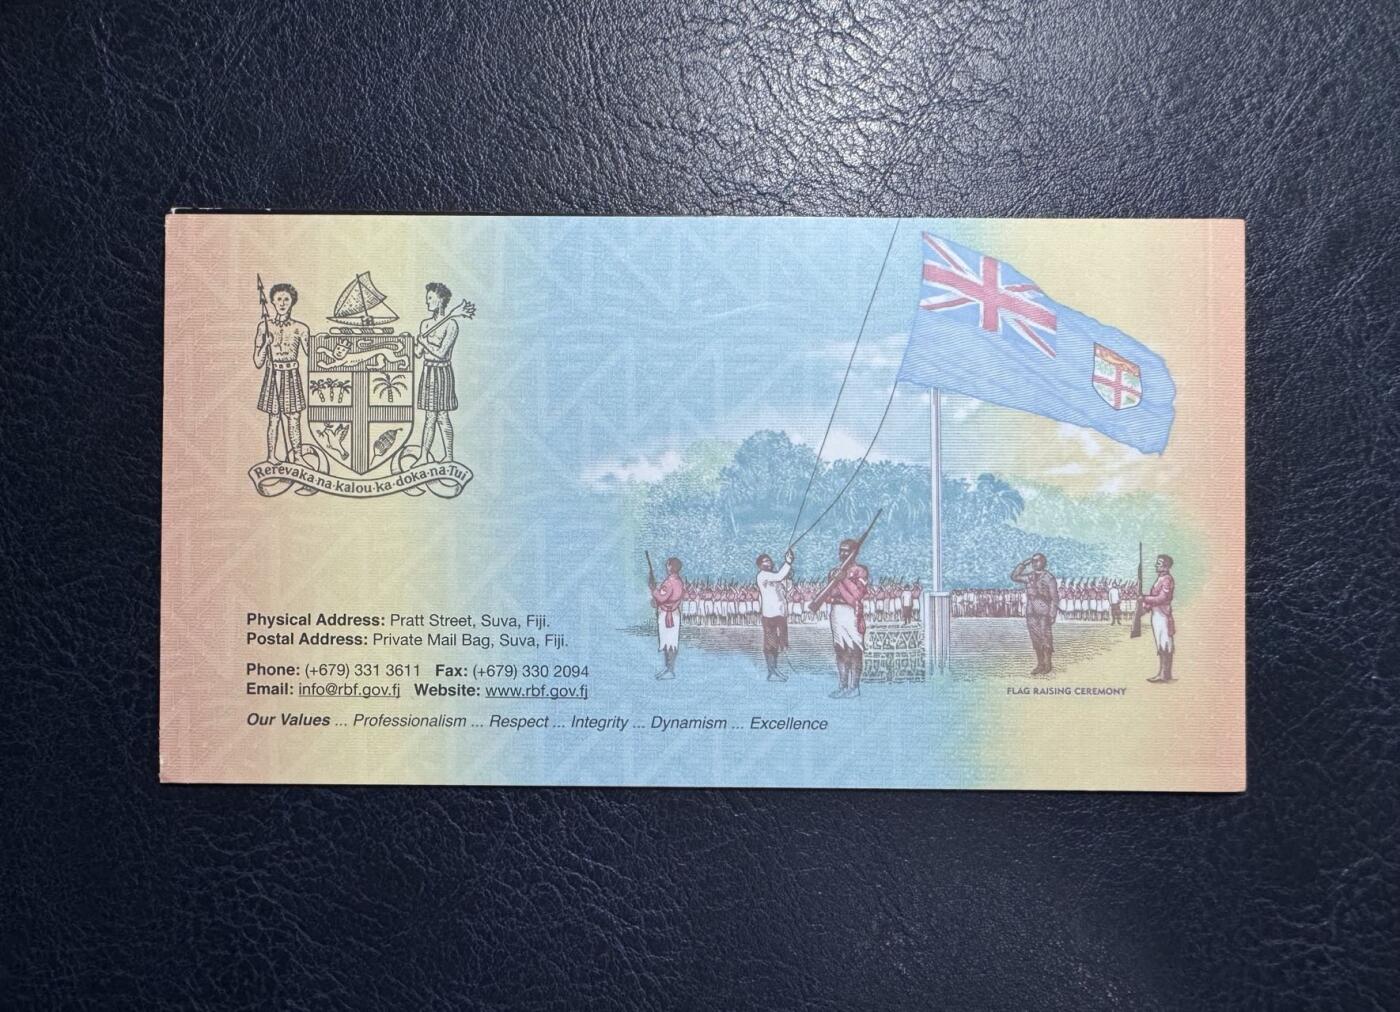 Rerevaka·na·kalou·ka·doka·na·Tui
Physical Address: Pratt Street, Suva, Fiji.
Postal Address: Private Mail Bag, Suva, Fiji.
Phone: (+679) 331 3611 Fax: (+679) 330 2094
Email: info@rbf.gov.fj Website: www.rbf.gov.fj
Our Values ... Professionalism ... Respect ... Integrity ... Dynamism ... Excellence
FLAG RAISING CEREMONY